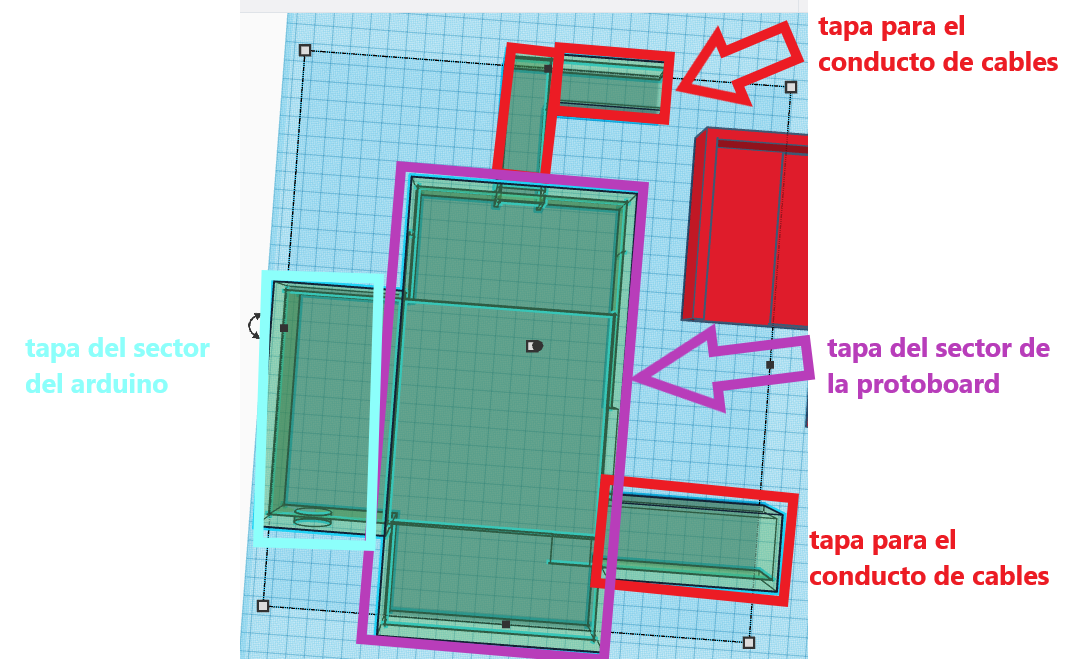 tapa para el
conducto de cables
tapa del sector
del arduino
tapa del sector de
la protoboard
tapa para el
conducto de cables